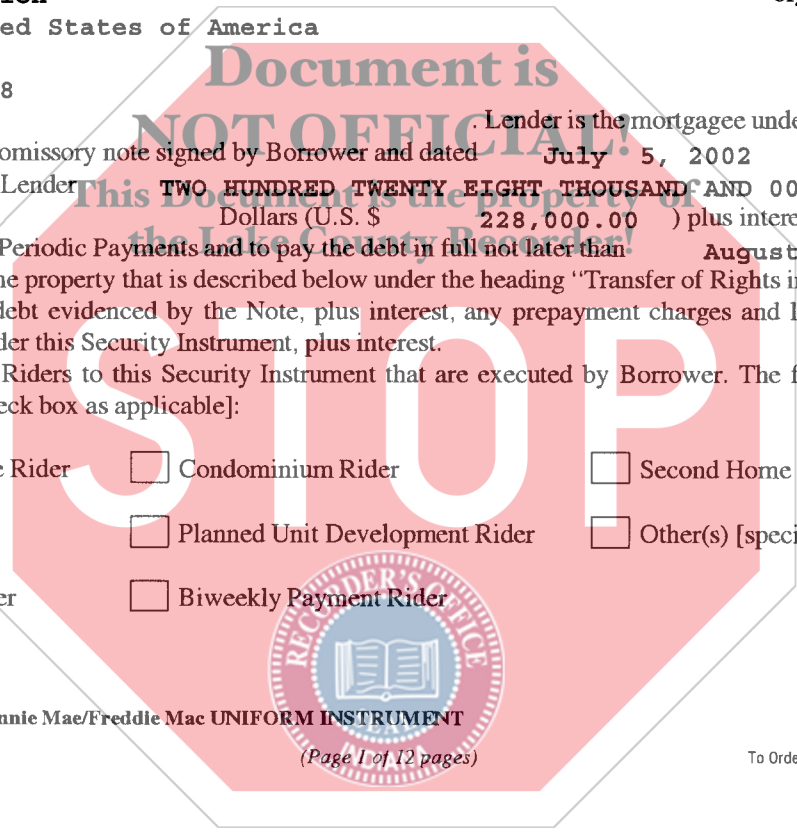 ed States of America
Document is
8
NOT OFFICIAL!
. Lender is the mortgagee unde
omissory note signed by Borrower and dated July 5, 2002
Lender TWO HUNDRED TWENTY EIGHT THOUSAND AND 00
This Document is the property of
Dollars (U.S. $ 228,000.00 ) plus intere
the Lake County Recorder!
Periodic Payments and to pay the debt in full not later than August
ne property that is described below under the heading "Transfer of Rights i
debt evidenced by the Note, plus interest, any prepayment charges and l
der this Security Instrument, plus interest.
Riders to this Security Instrument that are executed by Borrower. The f
eck box as applicable]:
STOP
e Rider Condominium Rider Second Home
Planned Unit Development Rider Other(s) [speci
er Biweekly Payment Rider
RECORDER'S OFFICE
SEAL
INDIANA
nnie Mae/Freddie Mac UNIFORM INSTRUMENT
(Page 1 of 12 pages)
To Orde